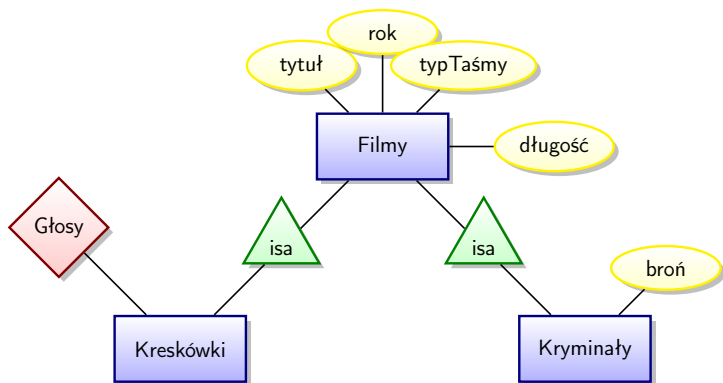 rok
tytuł
typTaśmy
Filmy
długość
Głosy
isa
isa
broń
Kreskówki
Kryminały